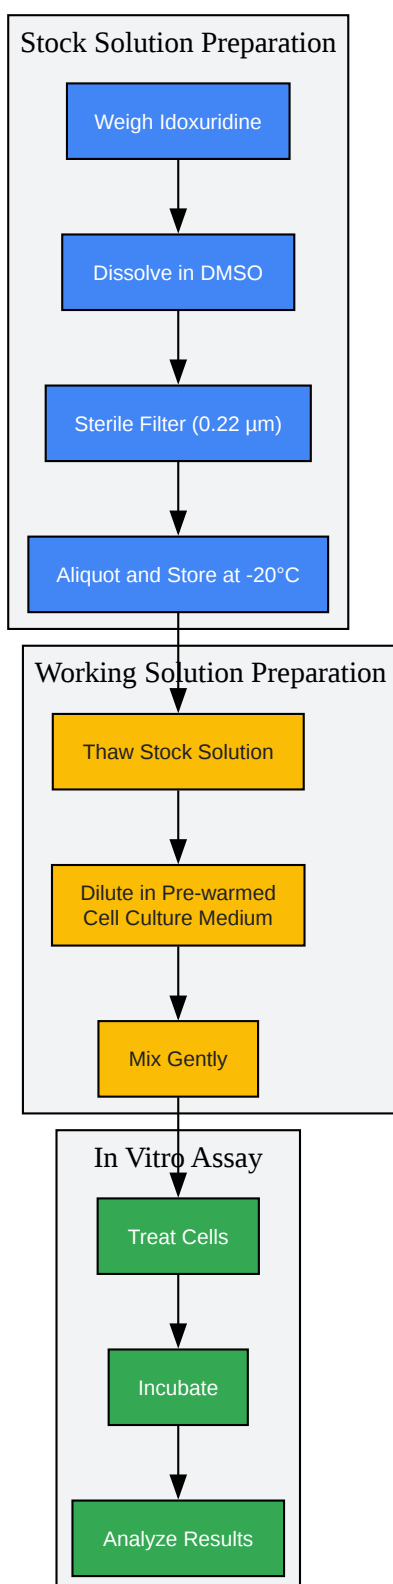 Stock Solution Preparation
Weigh Idoxuridine
Dissolve in DMSO
Sterile Filter (0.22 µm)
Aliquot and Store at -20°C
Working Solution Preparation
Thaw Stock Solution
Dilute in Pre-warmed
Cell Culture Medium
Mix Gently
In Vitro Assay
Treat Cells
Incubate
Analyze Results